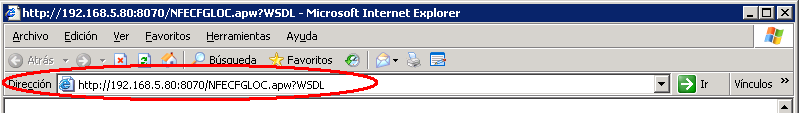 http://192.168.5.80:8070/NFECFGLOC.apw?WSDL - Microsoft Internet Explorer
Archivo Edición Ver Favoritos Herramientas Ayuda
Atrás Búsqueda Favoritos
Dirección http://192.168.5.80:8070/NFECFGLOC.apw?WSDL Ir Vínculos »